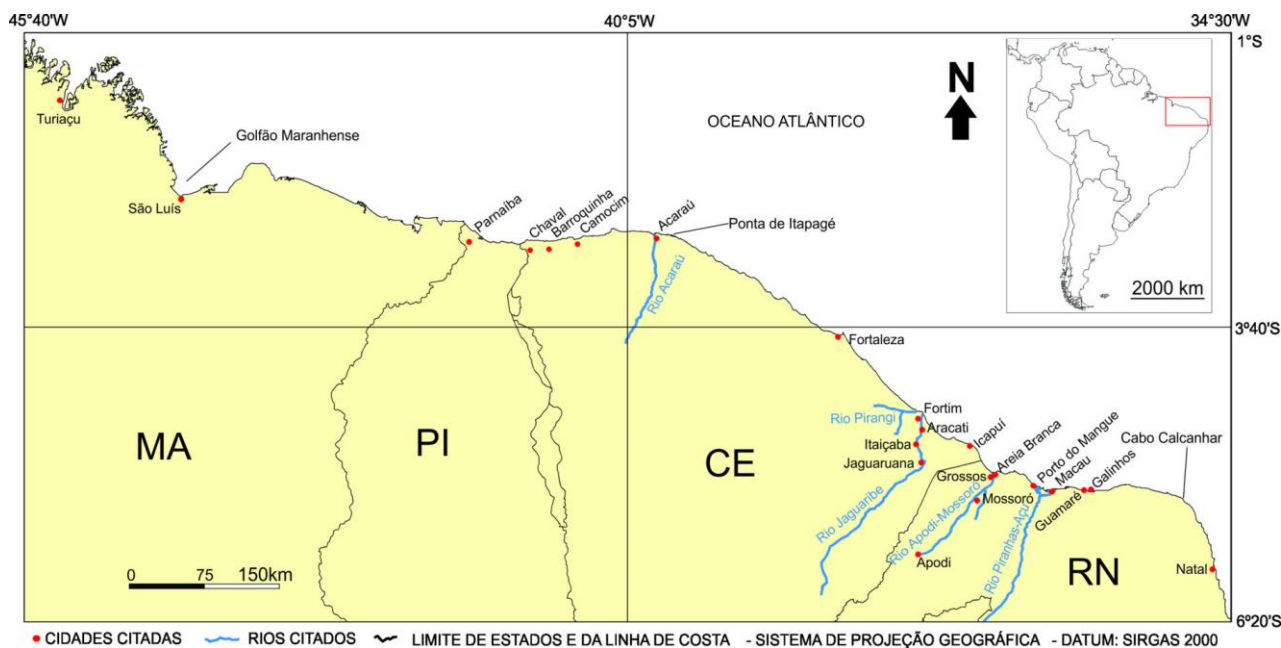 45°40'W
40°5'W
34°30'W
1°S
N
OCEANO ATLÂNTICO
Turiaçu
Golfão Maranhense
São Luís
Parnaíba
Chaval
Barroquinha
Camocim
Acaraú
Ponta de Itapagé
Rio Acaraú
2000 km
3°40'S
Fortaleza
MA
PI
CE
Rio Pirangi
Fortim
Aracati
Itaiçaba
Jaguaruana
Icapuí
Areia Branca
Grossos
Porto do Mangue
Macau
Galinhos
Guamaré
Cabo Calcanhar
Mossoró
Rio Jaguaribe
Rio Apodi-Mossoró
Apodi
Rio Piranhas-Açu
RN
Natal
0 75 150km
6°20'S
CIDADES CITADAS RIOS CITADOS LIMITE DE ESTADOS E DA LINHA DE COSTA - SISTEMA DE PROJEÇÃO GEOGRÁFICA - DATUM: SIRGAS 2000